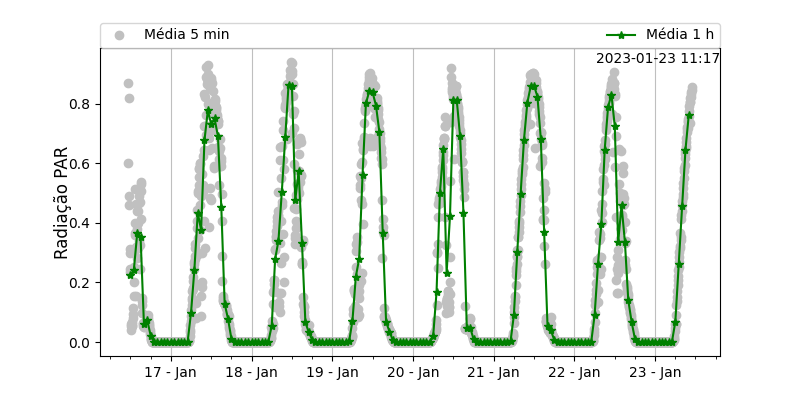 Média 5 min
Média 1 h
2023-01-23 11:17
Radiação PAR
0.8
0.6
0.4
0.2
0.0
17 - Jan
18 - Jan
19 - Jan
20 - Jan
21 - Jan
22 - Jan
23 - Jan